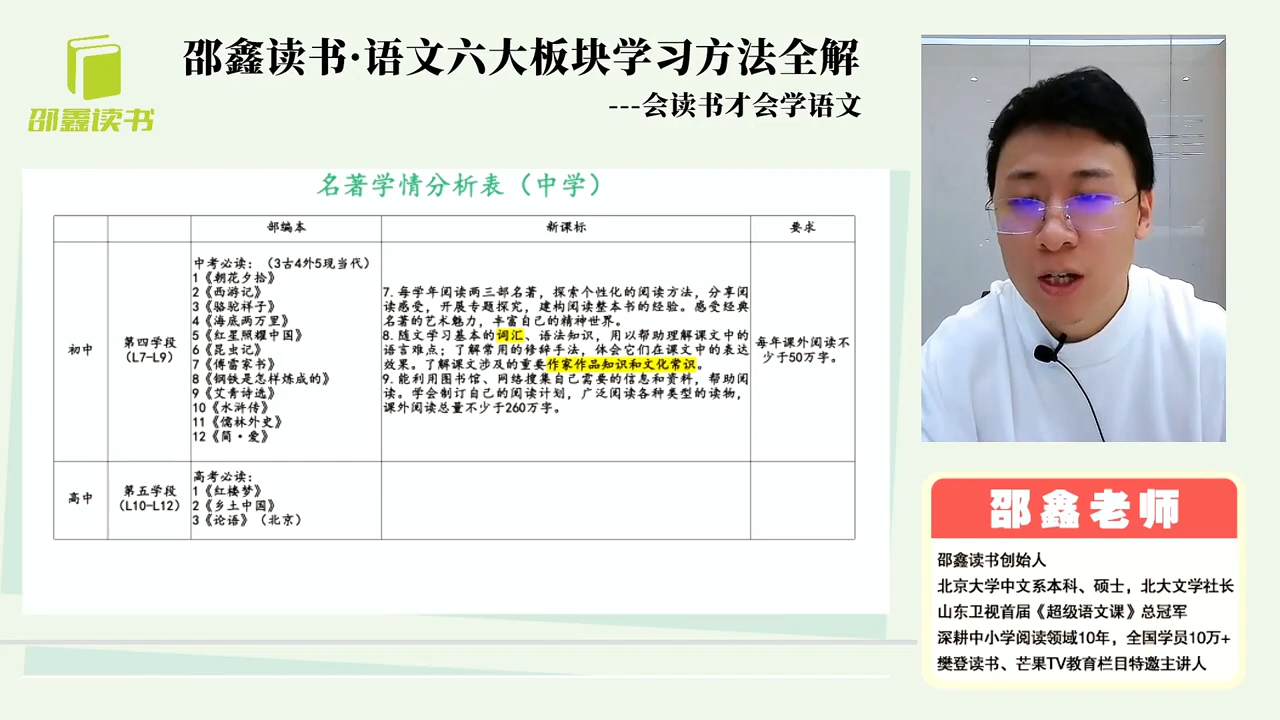 邵鑫读书
邵鑫读书·语文六大板块学习方法全解
---会读书才会学语文
名著学情分析表（中学）
部编本
新课标
要求
初中
第四学段
（L7-L9）
中考必读：（3古4外5现当代）
1《朝花夕拾》
2《西游记》
3《骆驼祥子》
4《海底两万里》
5《红星照耀中国》
6《昆虫记》
7《傅雷家书》
8《钢铁是怎样炼成的》
9《艾青诗选》
10《水浒传》
11《儒林外史》
12《简·爱》
7.每学年阅读两三部名著，探索个性化的阅读方法，分享阅
读感受，开展专题探究，建构阅读整本书的经验。感受经典
名著的艺术魅力，丰富自己的精神世界。
8.随文学习基本的词汇、语法知识，用以帮助理解课文中的
语言难点；了解常用的修辞手法，体会它们在课文中的表达
效果。了解课文涉及的重要作家作品知识和文化常识。
9.能利用图书馆、网络搜集自己需要的信息和资料，帮助阅
读。学会制订自己的阅读计划，广泛阅读各种类型的读物，
课外阅读总量不少于260万字。
每年课外阅读不
少于50万字。
高中
第五学段
（L10-L12）
高考必读：
1《红楼梦》
2《乡土中国》
3《论语》（北京）
邵鑫老师
邵鑫读书创始人
北京大学中文系本科、硕士，北大文学社长
山东卫视首届《超级语文课》总冠军
深耕中小学阅读领域10年，全国学员10万+
樊登读书、芒果TV教育栏目特邀主讲人